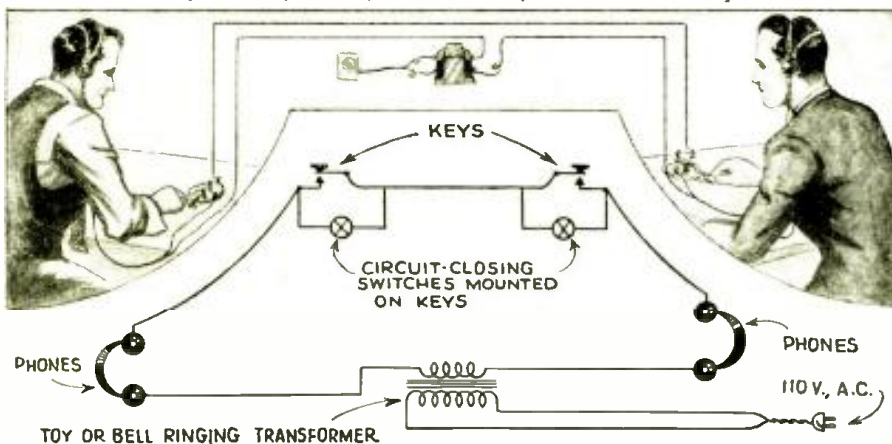 KEYS
CIRCUIT-CLOSING
SWITCHES MOUNTED
ON KEYS
PHONES
PHONES
110 V., A.C.
TOY OR BELL RINGING TRANSFORMER